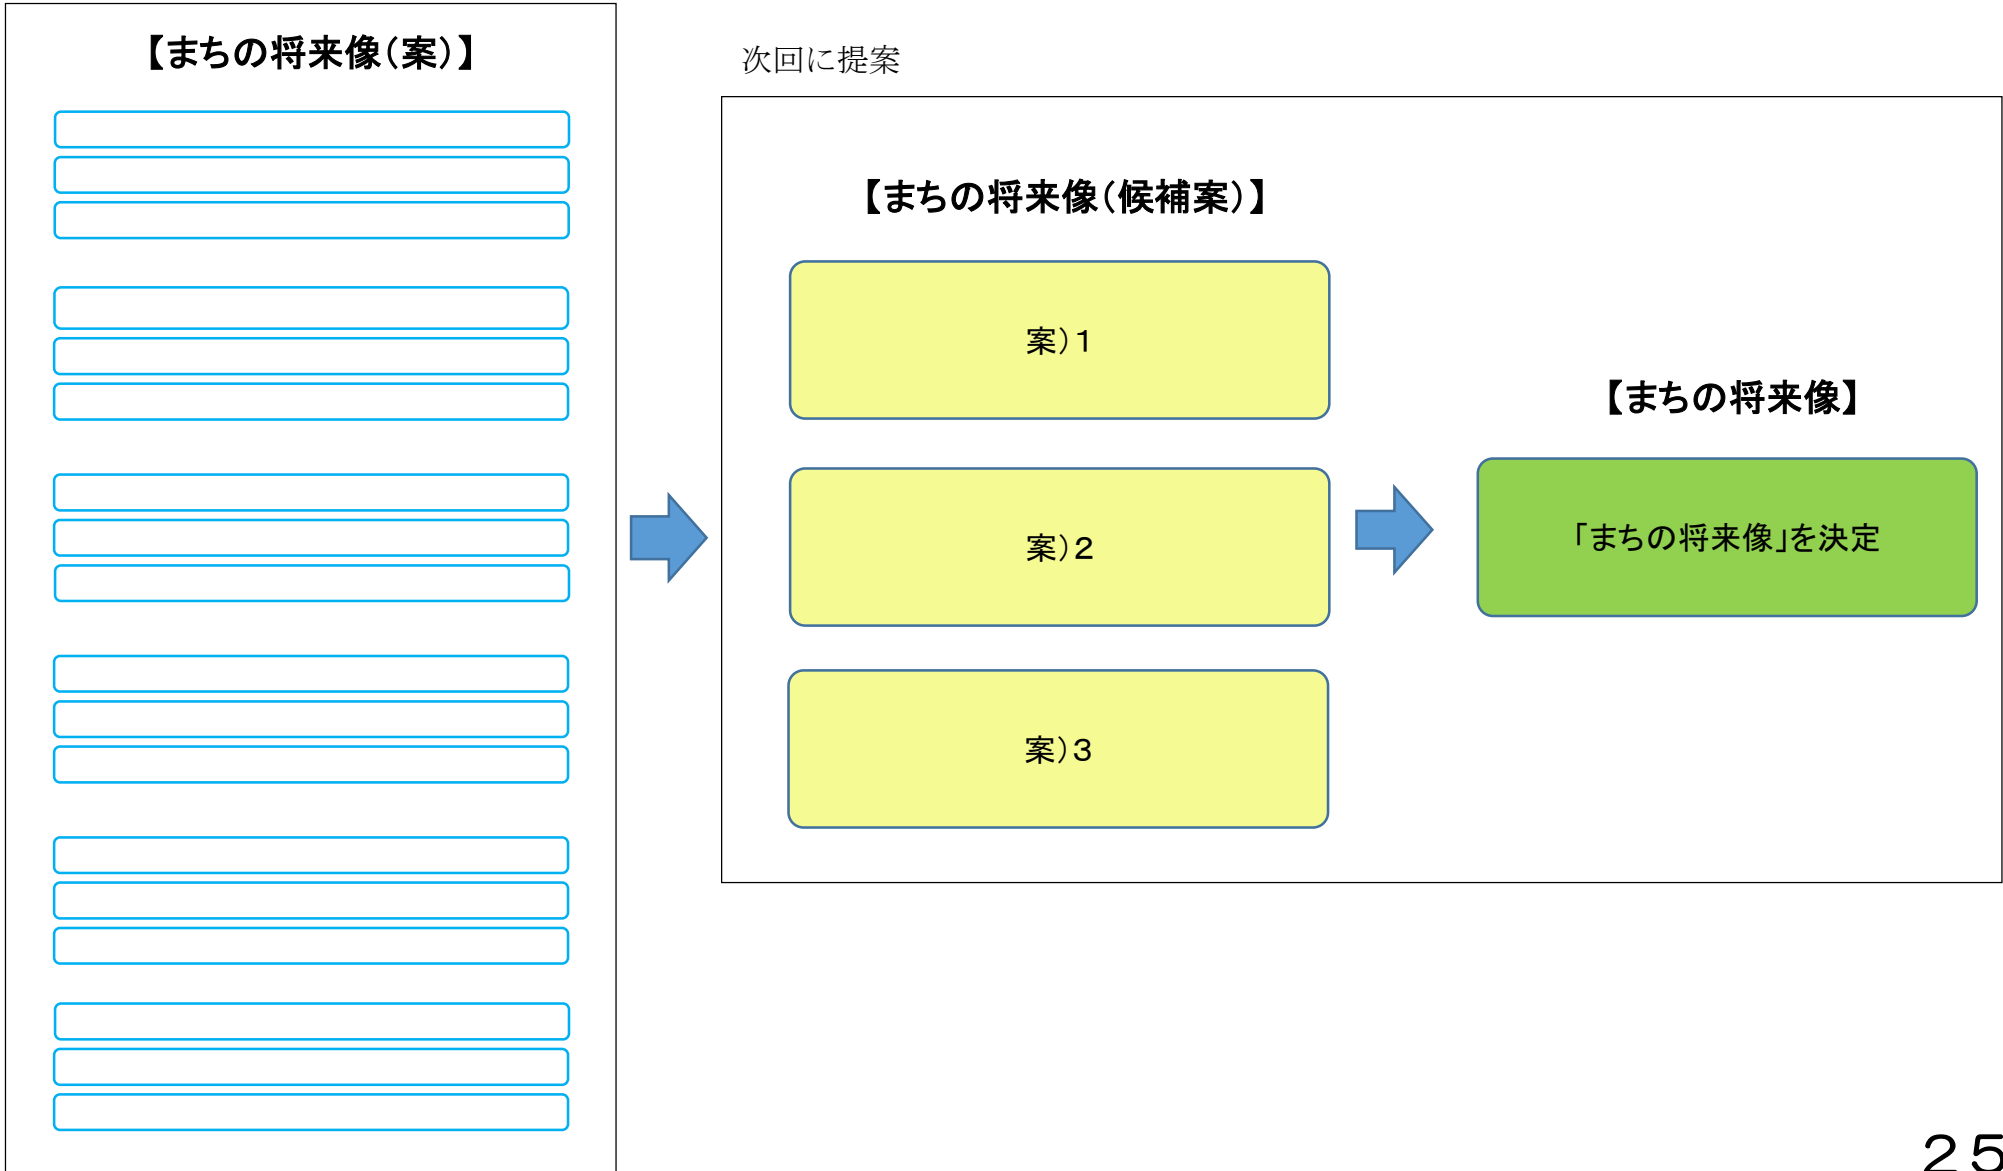 【まちの将来像(案)】
次回に提案
【まちの将来像(候補案)】
案)1
案)2
案)3
【まちの将来像】
「まちの将来像」を決定
25